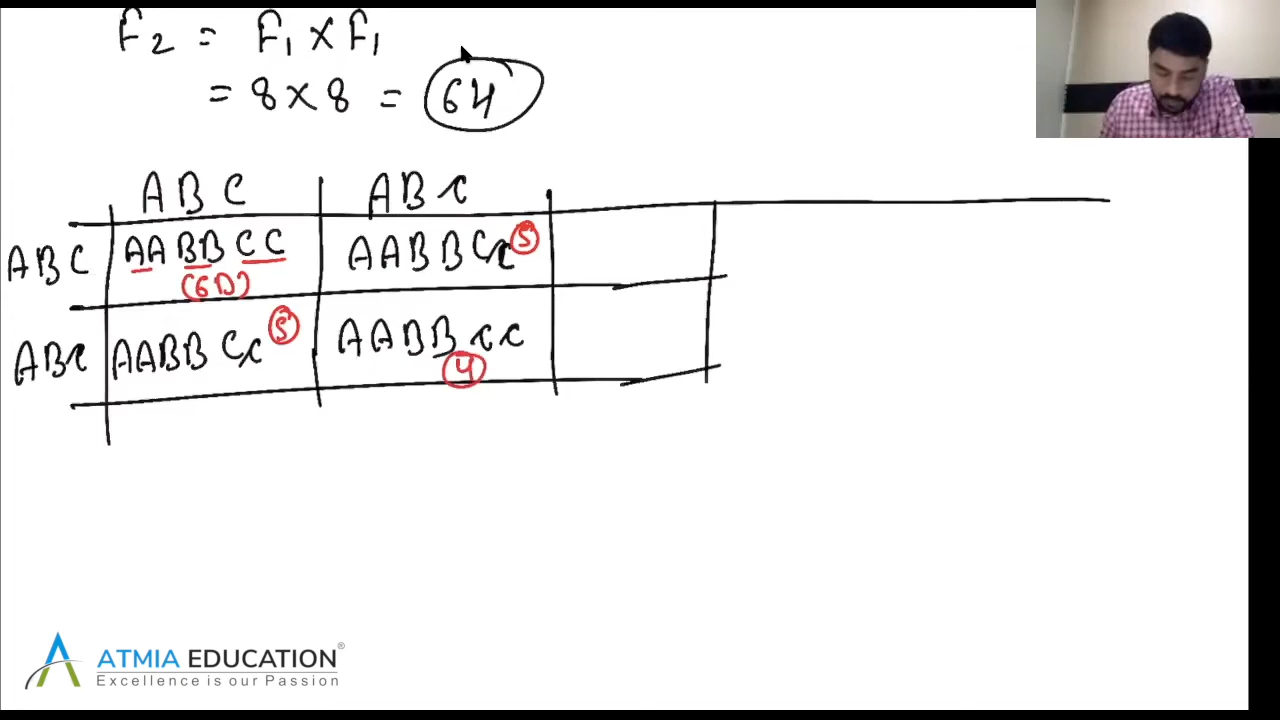 F2 = F1 × F1
= 8 × 8 = 64
ABC ABc
ABC AABBCC AABBCc 5
(6D)
ABc AABBCc 5 AABBcc
4
ATMIA EDUCATION®
Excellence is our Passion